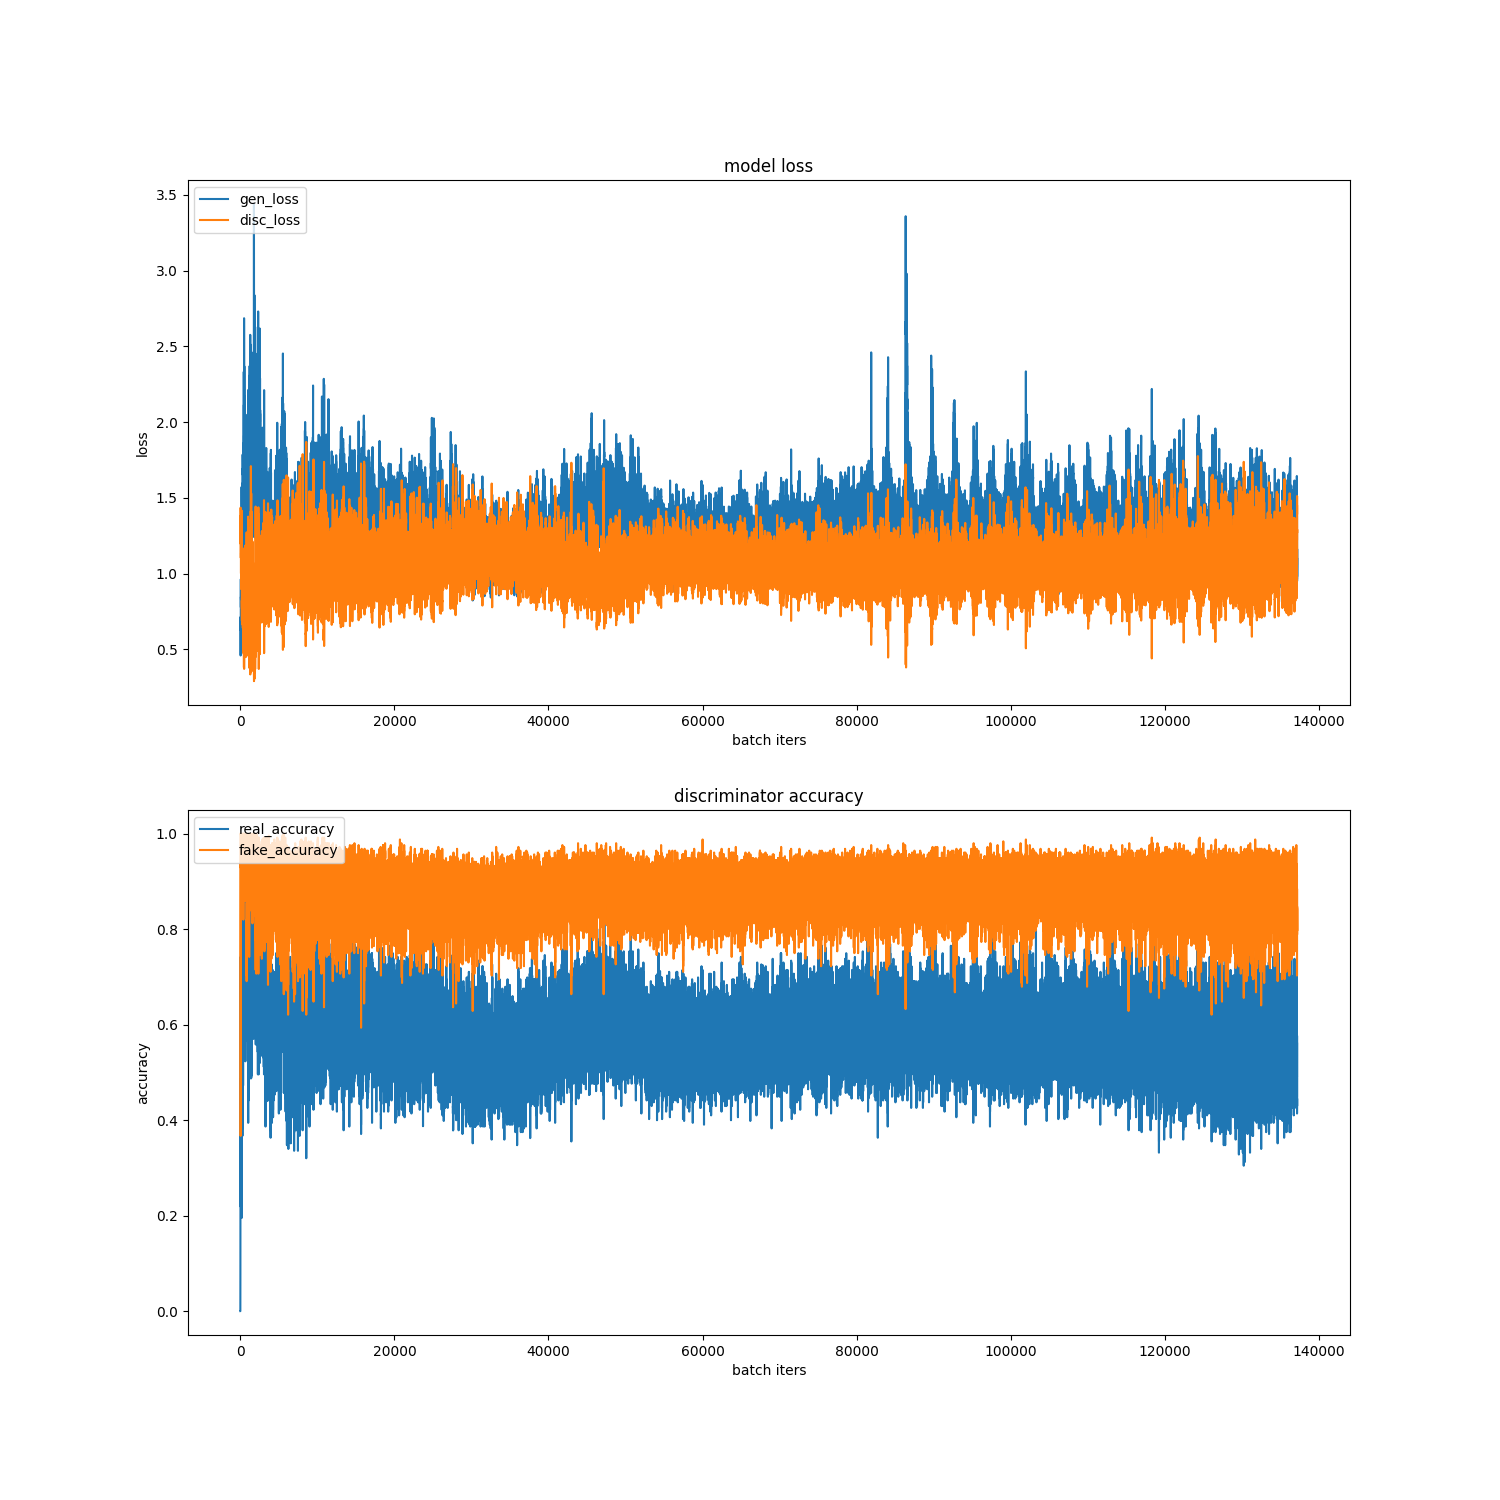 model loss
gen_loss
disc_loss
3.5
3.0
2.5
2.0
1.5
1.0
0.5
loss
0 20000 40000 60000 80000 100000 120000 140000
batch iters
discriminator accuracy
real_accuracy
fake_accuracy
1.0
0.8
0.6
0.4
0.2
0.0
accuracy
0 20000 40000 60000 80000 100000 120000 140000
batch iters